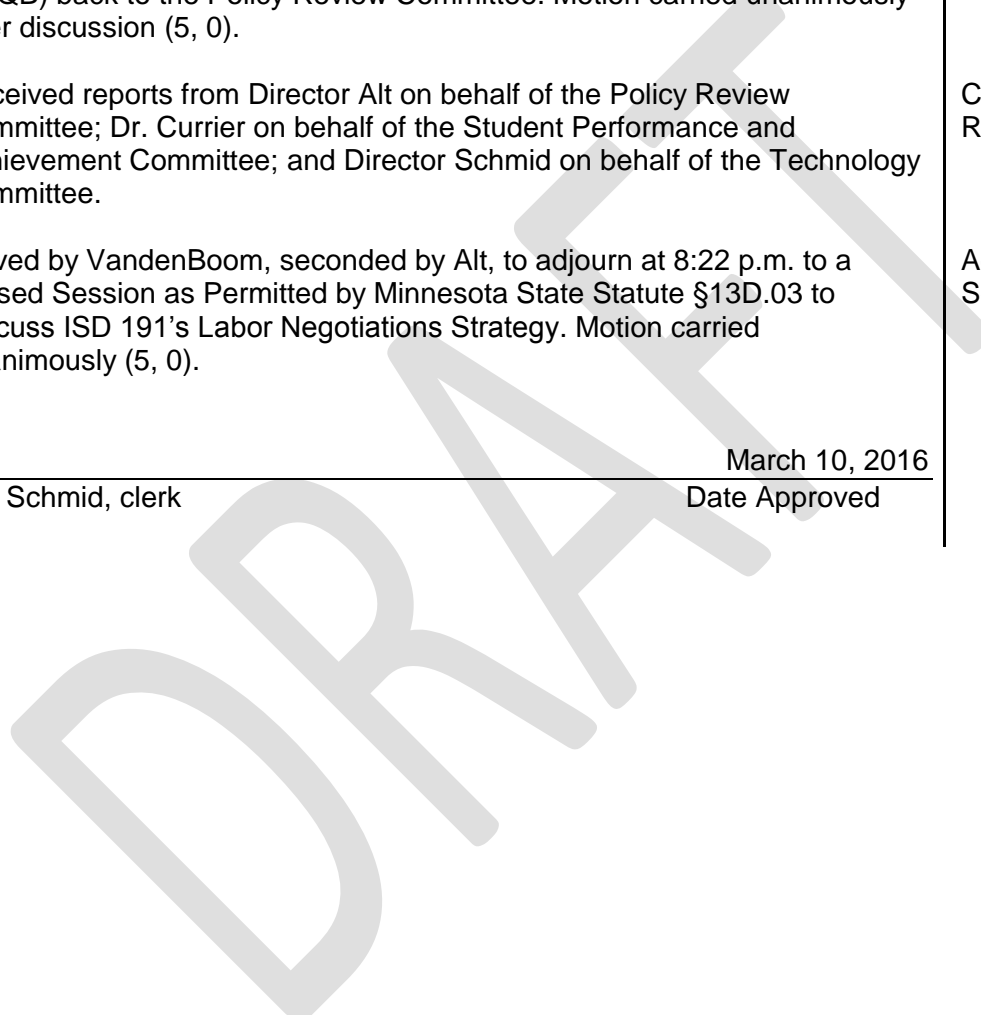 QD) back to the Policy Review Committee. Motion carried unanimously
er discussion (5, 0).
ceived reports from Director Alt on behalf of the Policy Review
mmittee; Dr. Currier on behalf of the Student Performance and
hievement Committee; and Director Schmid on behalf of the Technology
mmittee.
C
R
ved by VandenBoom, seconded by Alt, to adjourn at 8:22 p.m. to a
sed Session as Permitted by Minnesota State Statute §13D.03 to
cuss ISD 191's Labor Negotiations Strategy. Motion carried
nimously (5, 0).
A
S
March 10, 2016
Schmid, clerk Date Approved
DRAFT